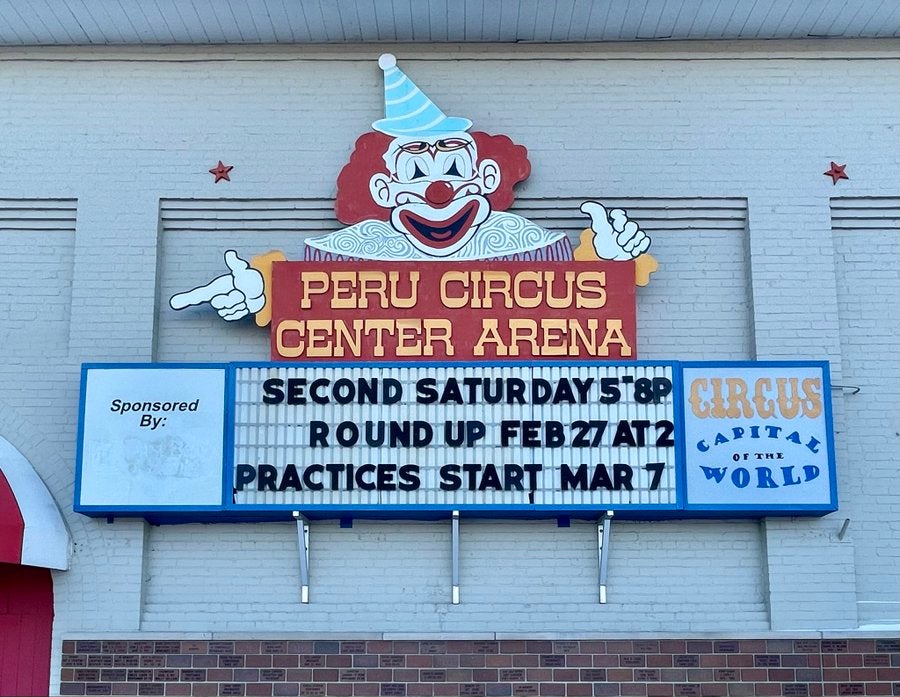 PERU CIRCUS
CENTER ARENA
Sponsored
By:
SECOND SATURDAY 5-8P
ROUND UP FEB 27 AT 2
PRACTICES START MAR 7
CIRCUS
CAPITAL
OF THE
WORLD